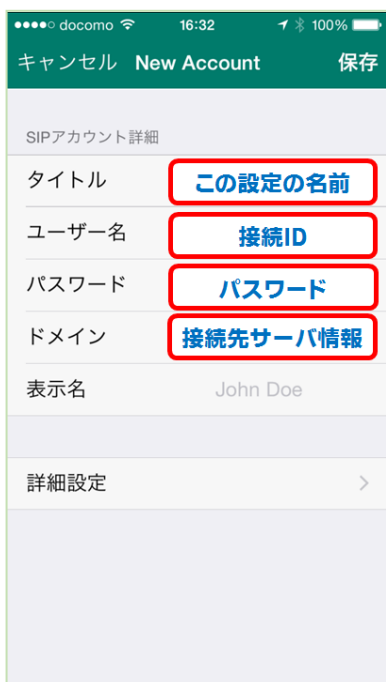 docomo 16:32 100%
キャンセル New Account 保存
SIPアカウント詳細
タイトル この設定の名前
ユーザー名 接続ID
パスワード パスワード
ドメイン 接続先サーバ情報
表示名 John Doe
詳細設定